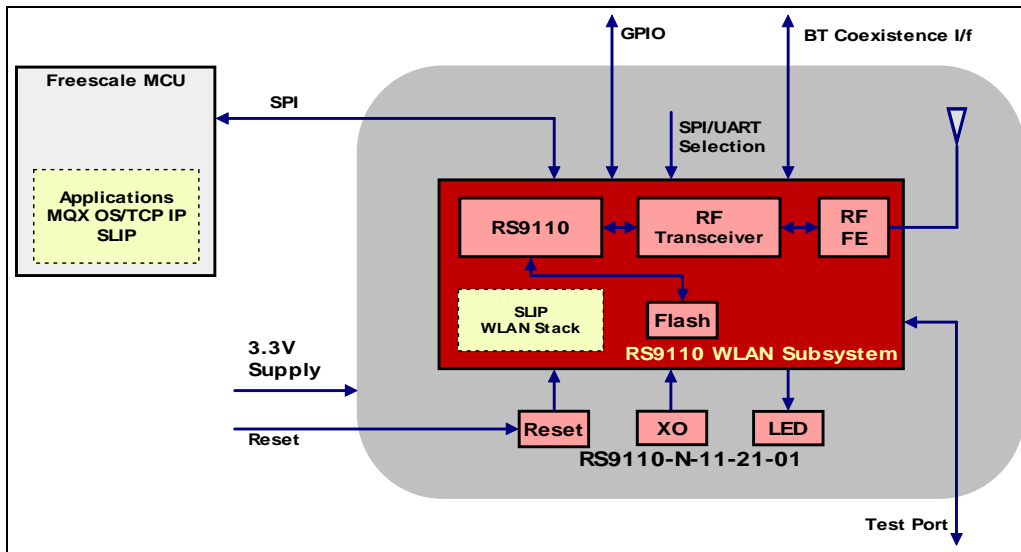 GPIO
BT Coexistence I/f
Freescale MCU
SPI
SPI/UART
Selection
Applications
MQX OS/TCP IP
SLIP
RS9110
RF
Transceiver
RF
FE
SLIP
WLAN Stack
Flash
RS9110 WLAN Subsystem
3.3V
Supply
Reset
Reset
XO
LED
RS9110-N-11-21-01
Test Port